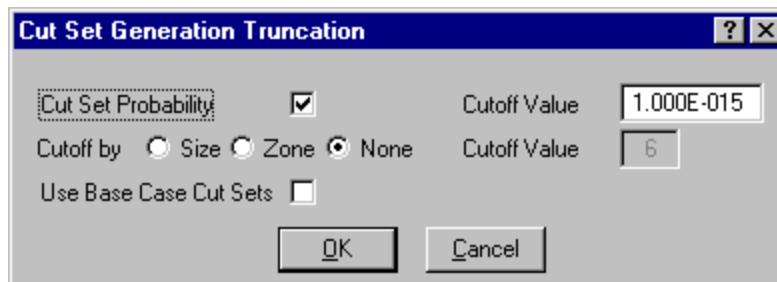 Cut Set Generation Truncation
Cut Set Probability Cutoff Value 1.000E-015
Cutoff by Size Zone None Cutoff Value 6
Use Base Case Cut Sets
OK Cancel